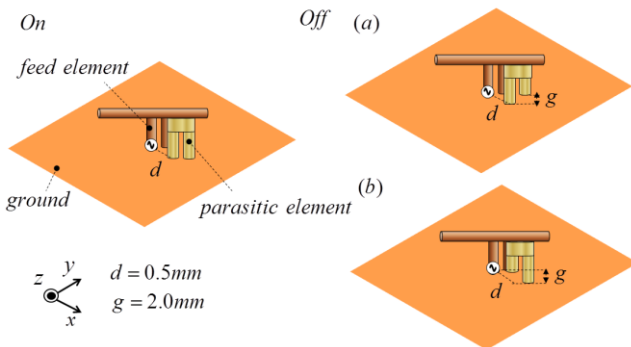 On
Off (a)
feed element
g
d
d
ground
parasitic element
(b)
g
d
z y
x
d = 0.5mm
g = 2.0mm